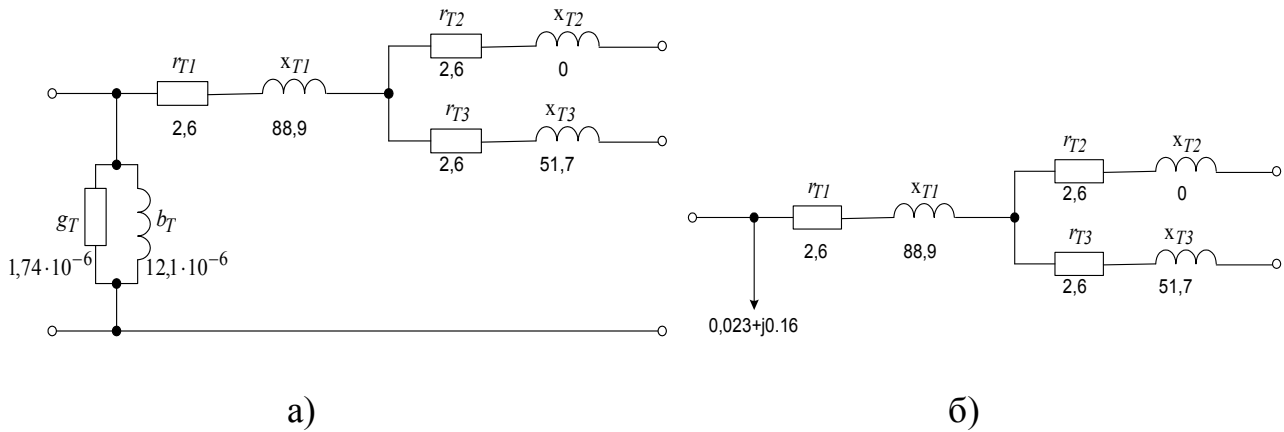 r_T2 x_T2
2,6 0
r_T1 x_T1
2,6 88,9
r_T3 x_T3
2,6 51,7
g_T b_T
1,74·10⁻⁶ 12,1·10⁻⁶
а)
r_T2 x_T2
2,6 0
r_T1 x_T1
2,6 88,9
r_T3 x_T3
2,6 51,7
0,023+j0.16
б)